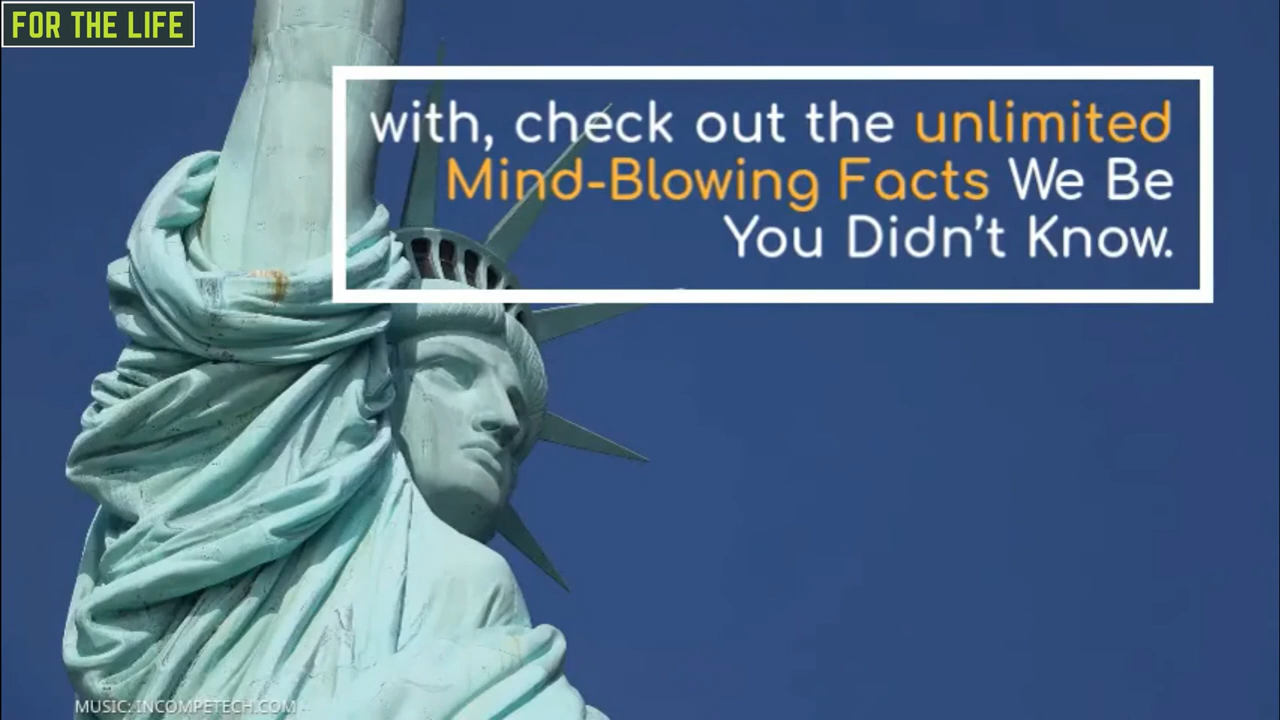 FOR THE LIFE
with, check out the unlimited
Mind-Blowing Facts We Be
You Didn't Know.
MUSIC: INCOMPETECH.COM